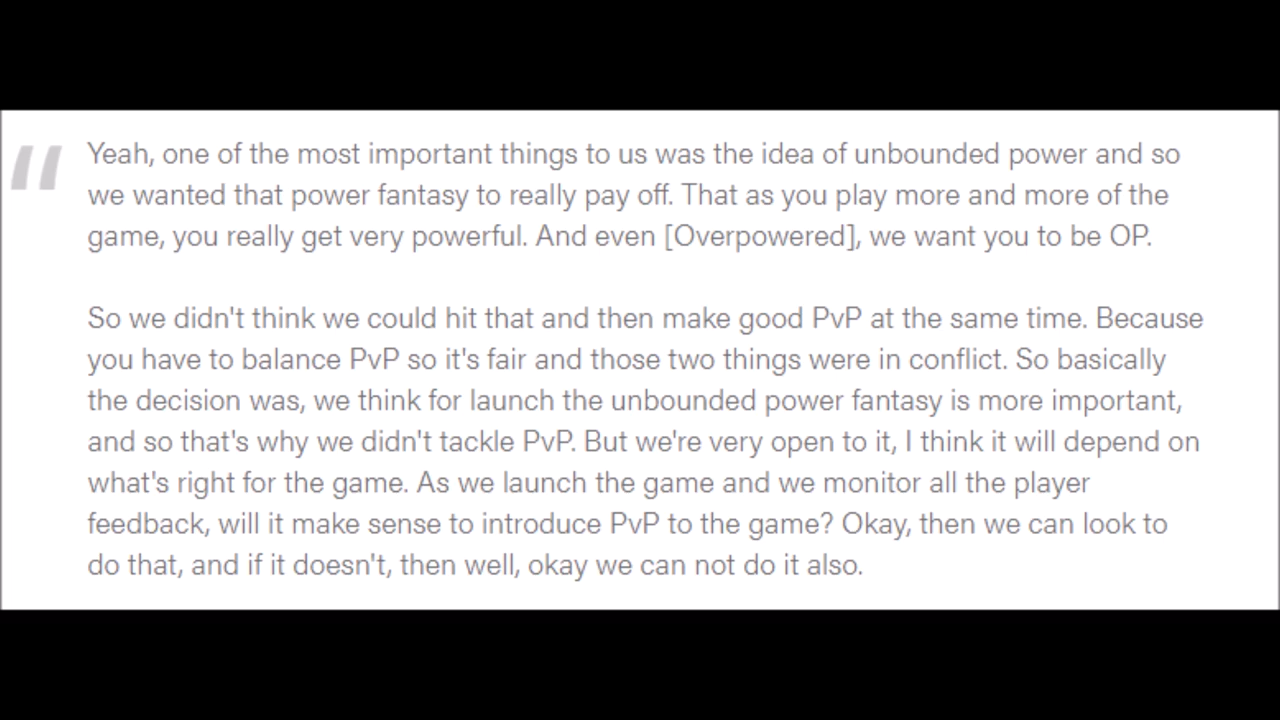 “
Yeah, one of the most important things to us was the idea of unbounded power and so
we wanted that power fantasy to really pay off. That as you play more and more of the
game, you really get very powerful. And even [Overpowered], we want you to be OP.
So we didn't think we could hit that and then make good PvP at the same time. Because
you have to balance PvP so it's fair and those two things were in conflict. So basically
the decision was, we think for launch the unbounded power fantasy is more important,
and so that's why we didn't tackle PvP. But we're very open to it, I think it will depend on
what's right for the game. As we launch the game and we monitor all the player
feedback, will it make sense to introduce PvP to the game? Okay, then we can look to
do that, and if it doesn't, then well, okay we can not do it also.